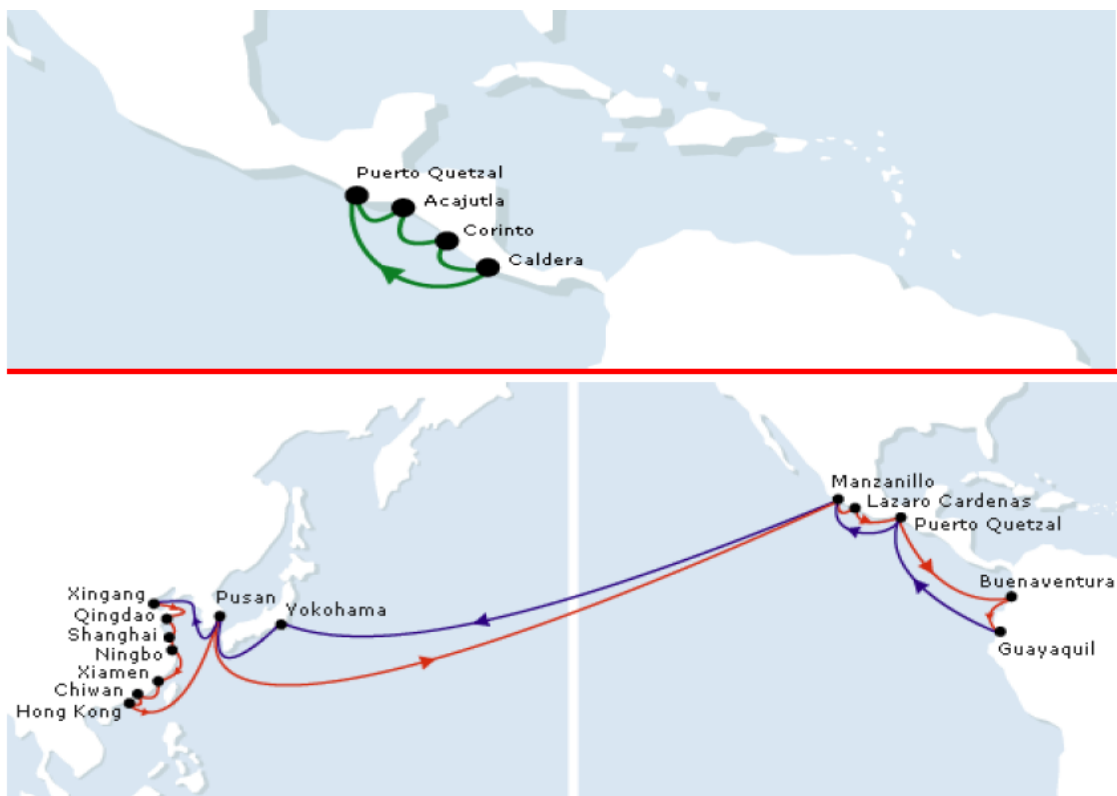 Puerto Quetzal
Acajutla
Corinto
Caldera
Manzanillo
Lazaro Cardenas
Puerto Quetzal
Buenaventura
Guayaquil
Xingang
Pusan
Yokohama
Qingdao
Shanghai
Ningbo
Xiamen
Chiwan
Hong Kong